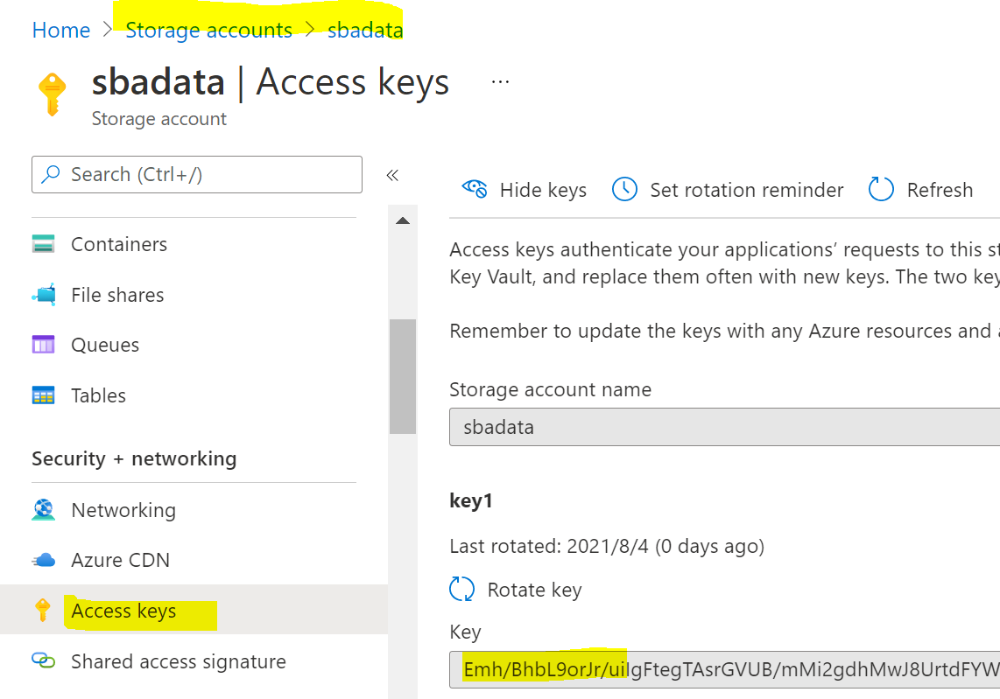 Home > Storage accounts > sbadata
sbadata | Access keys ...
Storage account
Search (Ctrl+/)
«
Hide keys
Set rotation reminder
Refresh
Containers
File shares
Queues
Tables
Security + networking
Networking
Azure CDN
Access keys
Shared access signature
Access keys authenticate your applications’ requests to this st
Key Vault, and replace them often with new keys. The two key
Remember to update the keys with any Azure resources and a
Storage account name
sbadata
key1
Last rotated: 2021/8/4 (0 days ago)
Rotate key
Key
Emh/BhbL9orJr/uiIgFtegTAsrGVUB/mMi2gdhMwJ8UrtdFYW